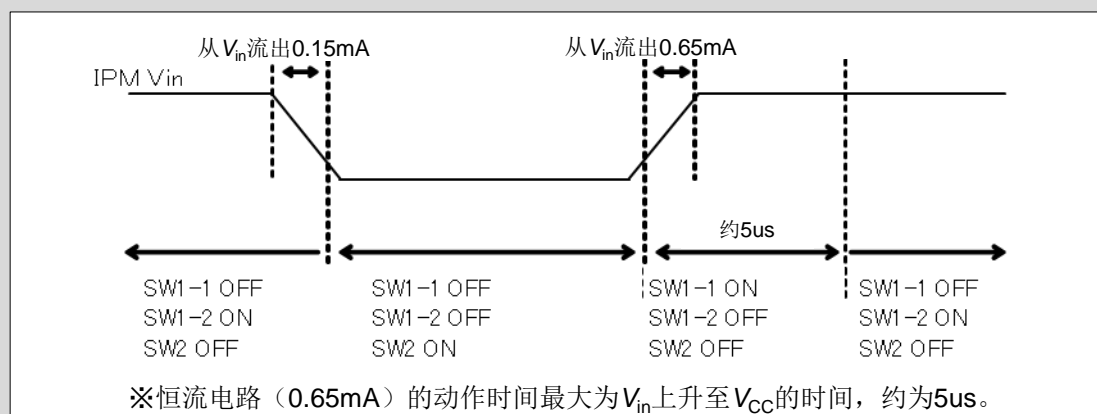 从Vin流出0.15mA 从Vin流出0.65mA
IPM Vin
约5us
SW1-1 OFF SW1-1 OFF SW1-1 ON SW1-1 OFF
SW1-2 ON SW1-2 OFF SW1-2 OFF SW1-2 ON
SW2 OFF SW2 ON SW2 OFF SW2 OFF
※恒流电路（0.65mA）的动作时间最大为Vin上升至VCC的时间，约为5us。